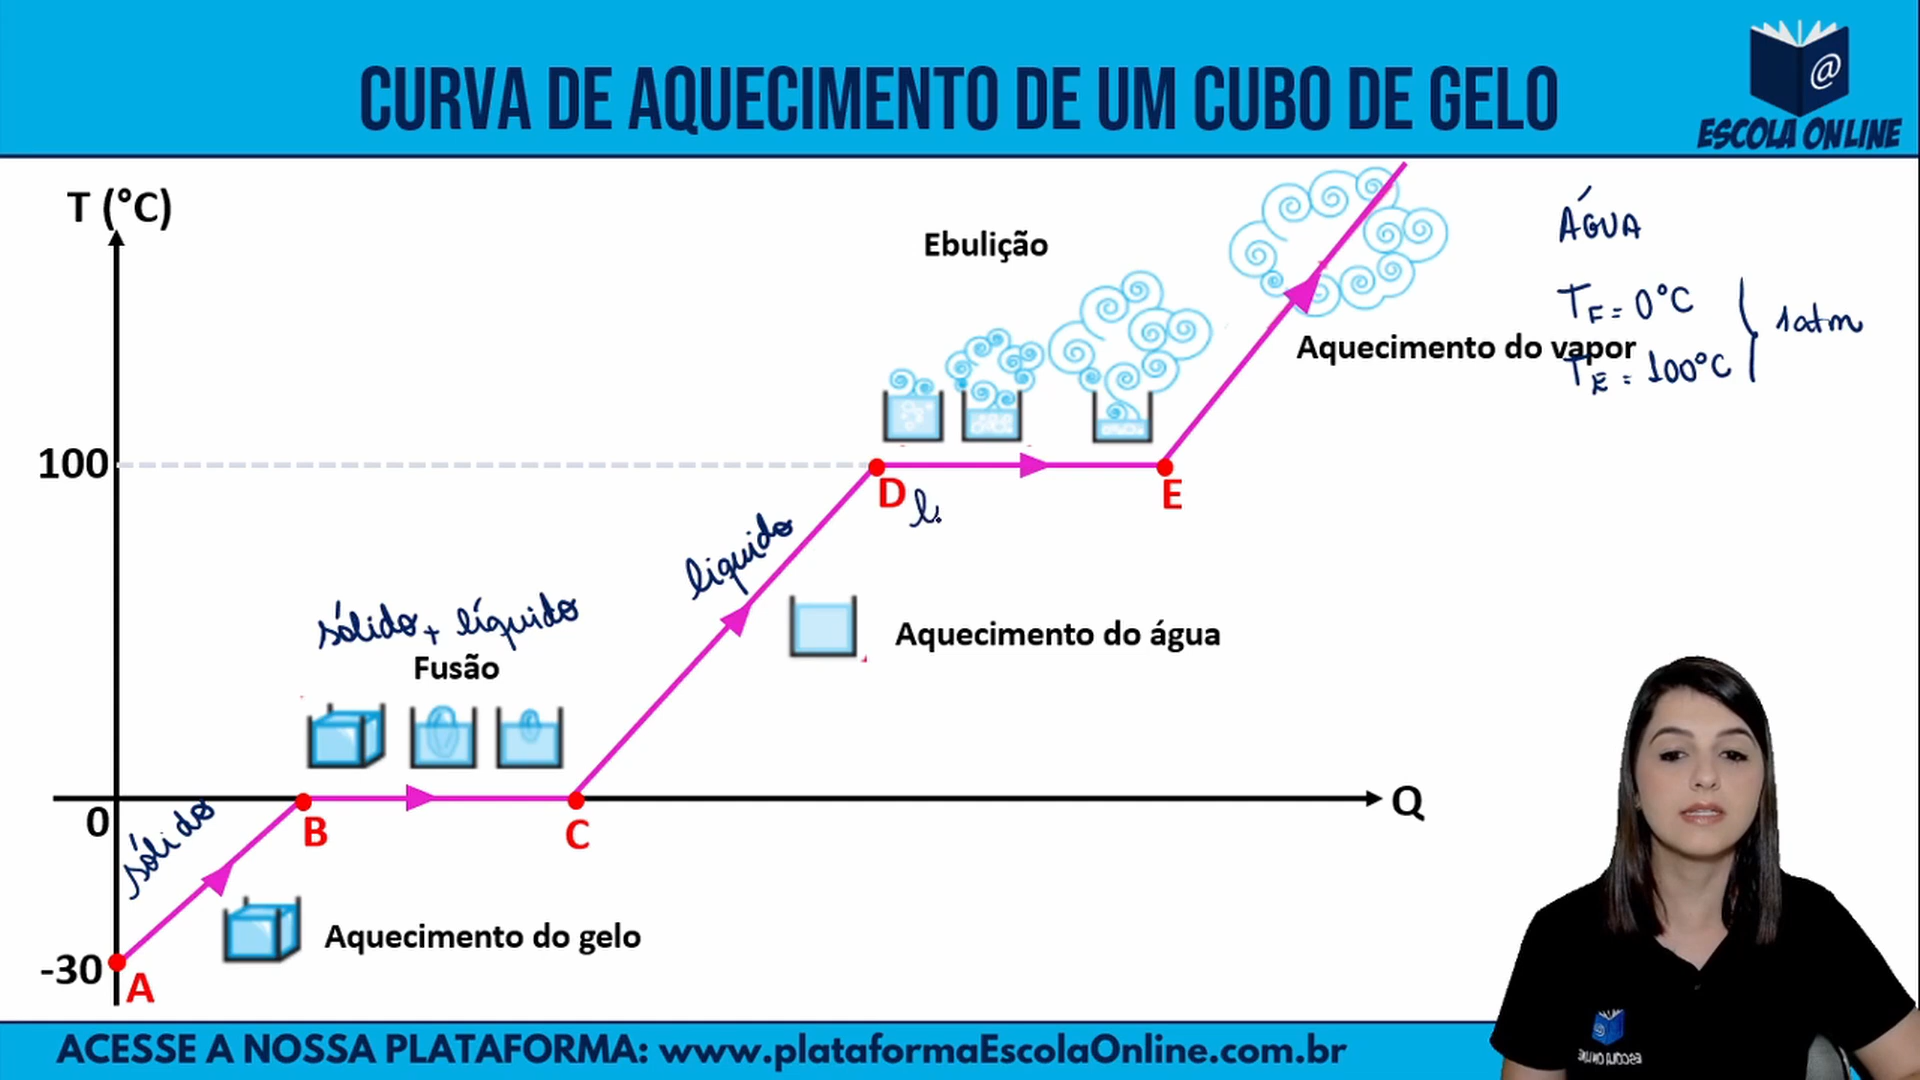 CURVA DE AQUECIMENTO DE UM CUBO DE GELO
@
ESCOLA ONLINE
T (°C)
Ebulição
ÁGUA
TF = 0°C
1atm
Aquecimento do vapor
TE = 100°C
100
D
l.
E
líquido
sólido + líquido
Fusão
Aquecimento do água
0
B
C
Q
sólido
Aquecimento do gelo
-30
A
ACESSE A NOSSA PLATAFORMA: www.plataformaEscolaOnline.com.br